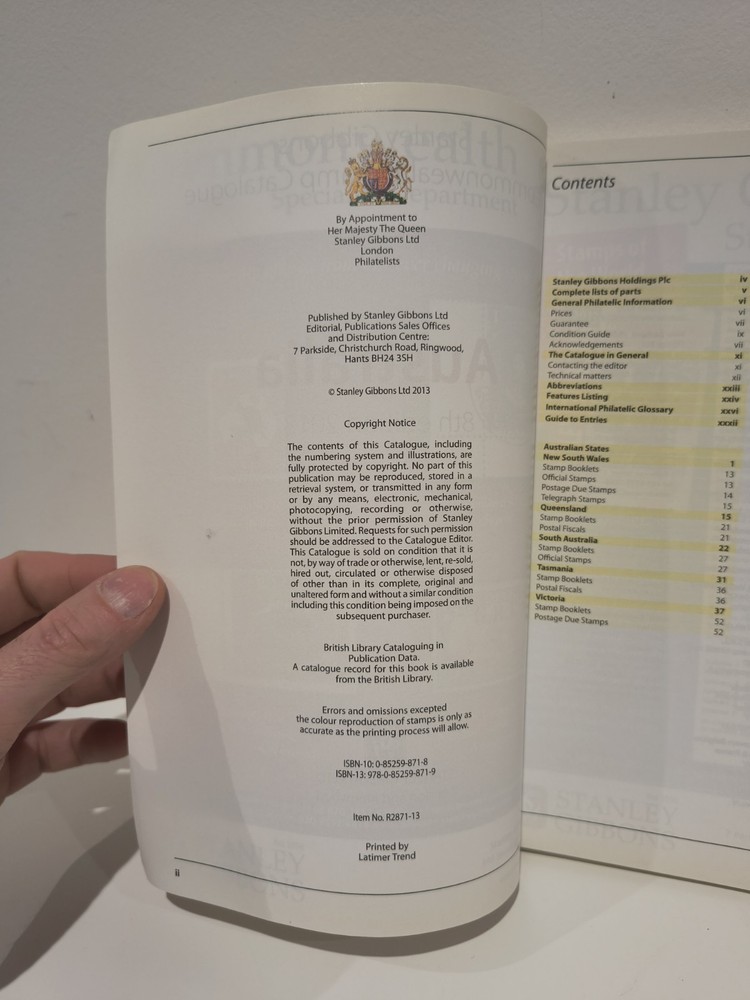 By Appointment to
Her Majesty The Queen
Stanley Gibbons Ltd
London
Philatelists
Published by Stanley Gibbons Ltd
Editorial, Publications Sales Offices
and Distribution Centre:
7 Parkside, Christchurch Road, Ringwood,
Hants BH24 3SH
© Stanley Gibbons Ltd 2013
Copyright Notice
The contents of this Catalogue, including
the numbering system and illustrations, are
fully protected by copyright. No part of this
publication may be reproduced, stored in a
retrieval system, or transmitted in any form
or by any means, electronic, mechanical,
photocopying, recording or otherwise,
without the prior permission of Stanley
Gibbons Limited. Requests for such permission
should be addressed to the Catalogue Editor.
This Catalogue is sold on condition that it is
not, by way of trade or otherwise, lent, re-sold,
hired out, circulated or otherwise disposed
of other than in its complete, original and
unaltered form and without a similar condition
including this condition being imposed on the
subsequent purchaser.
British Library Cataloguing in
Publication Data.
A catalogue record for this book is available
from the British Library.
Errors and omissions excepted
the colour reproduction of stamps is only as
accurate as the printing process will allow.
ISBN-10: 0-85259-871-8
ISBN-13: 978-0-85259-871-9
Item No. R2871-13
Printed by
Latimer Trend
ii
Contents
Stanley Gibbons Holdings Plc iv
Complete lists of parts v
General Philatelic Information vi
Prices vi
Guarantee vii
Condition Guide ix
Acknowledgements vii
The Catalogue in General xi
Contacting the editor xi
Technical matters xii
Abbreviations xxiii
Features Listing xxiv
International Philatelic Glossary xxvi
Guide to Entries xxxii
Australian States
New South Wales 1
Stamp Booklets 13
Official Stamps 13
Postage Due Stamps 14
Telegraph Stamps 15
Queensland 15
Stamp Booklets 21
Postal Fiscals 21
South Australia 22
Stamp Booklets 27
Official Stamps 27
Tasmania 31
Stamp Booklets 36
Postal Fiscals 36
Victoria 37
Stamp Booklets 52
Postage Due Stamps 52